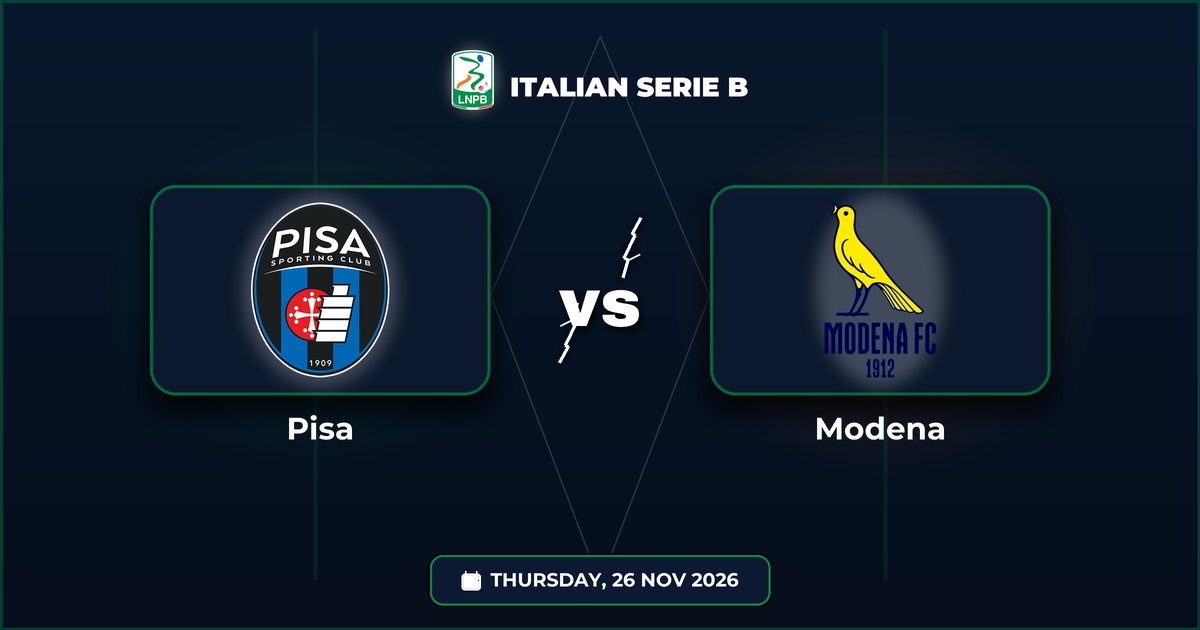 LNPB
ITALIAN SERIE B
PISA
SPORTING CLUB
1909
VS
MODENA FC
1912
Pisa
Modena
THURSDAY, 26 NOV 2026